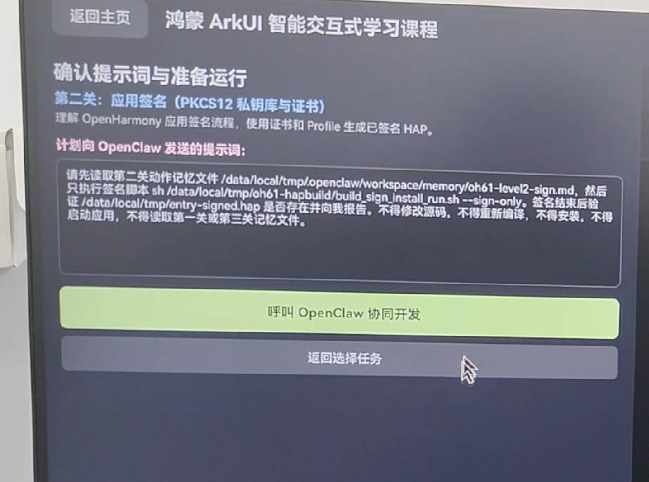 返回主页
鸿蒙 ArkUI 智能交互式学习课程
确认提示词与准备运行
第二关：应用签名（PKCS12 私钥库与证书）
理解 OpenHarmony 应用签名流程，使用证书和 Profile 生成已签名 HAP。
计划向 OpenClaw 发送的提示词：
请先读取第二关动作记忆文件 /data/local/tmp/.openclaw/workspace/memory/oh61-level2-sign.md，然后
只执行签名脚本 sh /data/local/tmp/oh61-hapbuild/build_sign_install_run.sh --sign-only。签名结束后验
证 /data/local/tmp/entry-signed.hap 是否存在并向我报告。不得修改源码，不得重新编译，不得安装，不得
启动应用，不得读取第一关或第三关记忆文件。
呼叫 OpenClaw 协同开发
返回选择任务